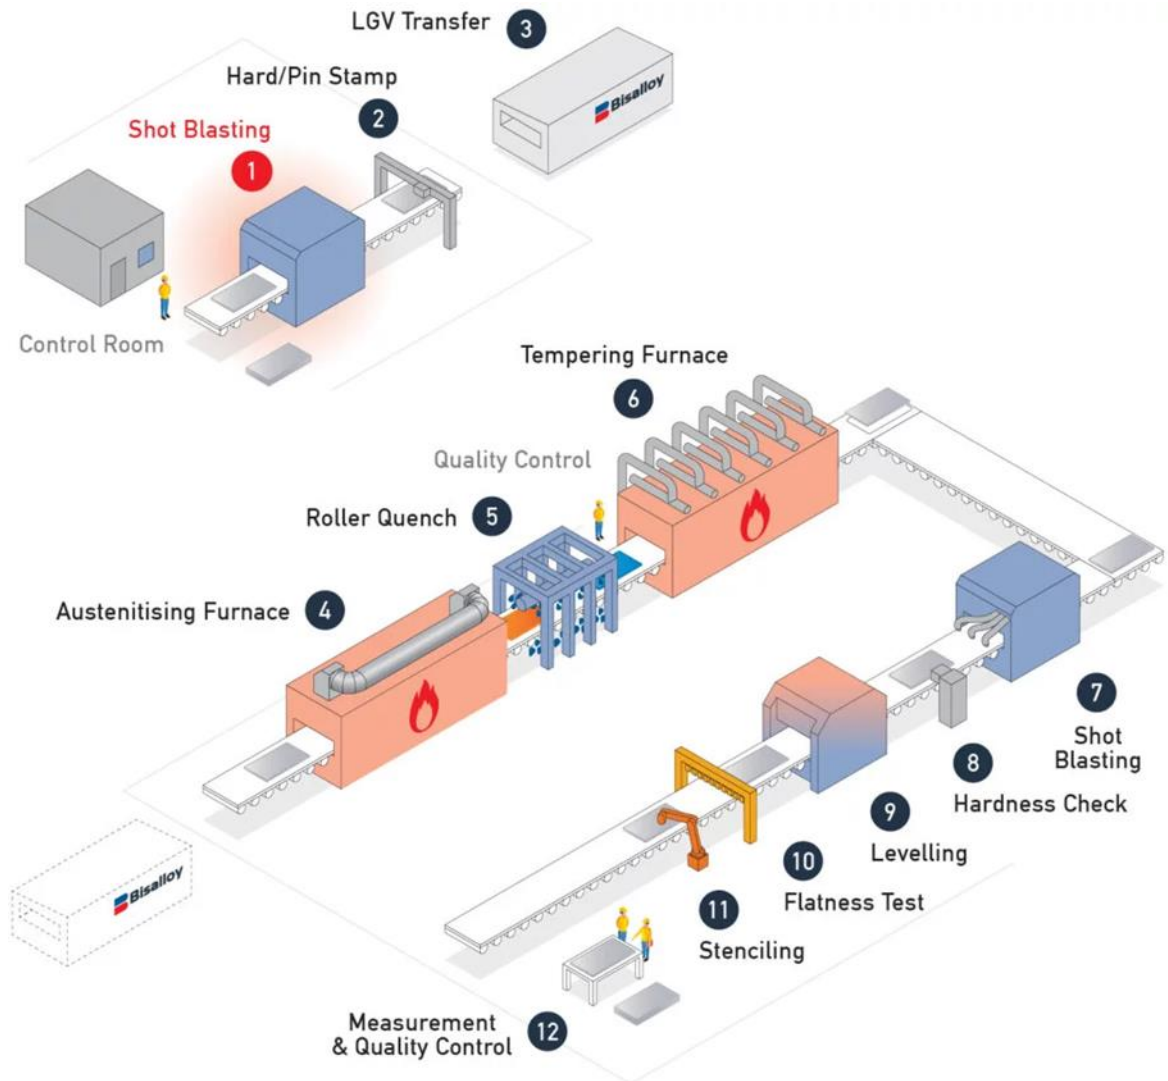 LGV Transfer
3
Hard/Pin Stamp
2
Bisalloy
Shot Blasting
1
Control Room
Tempering Furnace
6
Quality Control
Roller Quench
5
Austenitising Furnace
4
7
Shot
Blasting
8
Hardness Check
9
Levelling
10
Flatness Test
11
Stenciling
Bisalloy
Measurement
& Quality Control
12